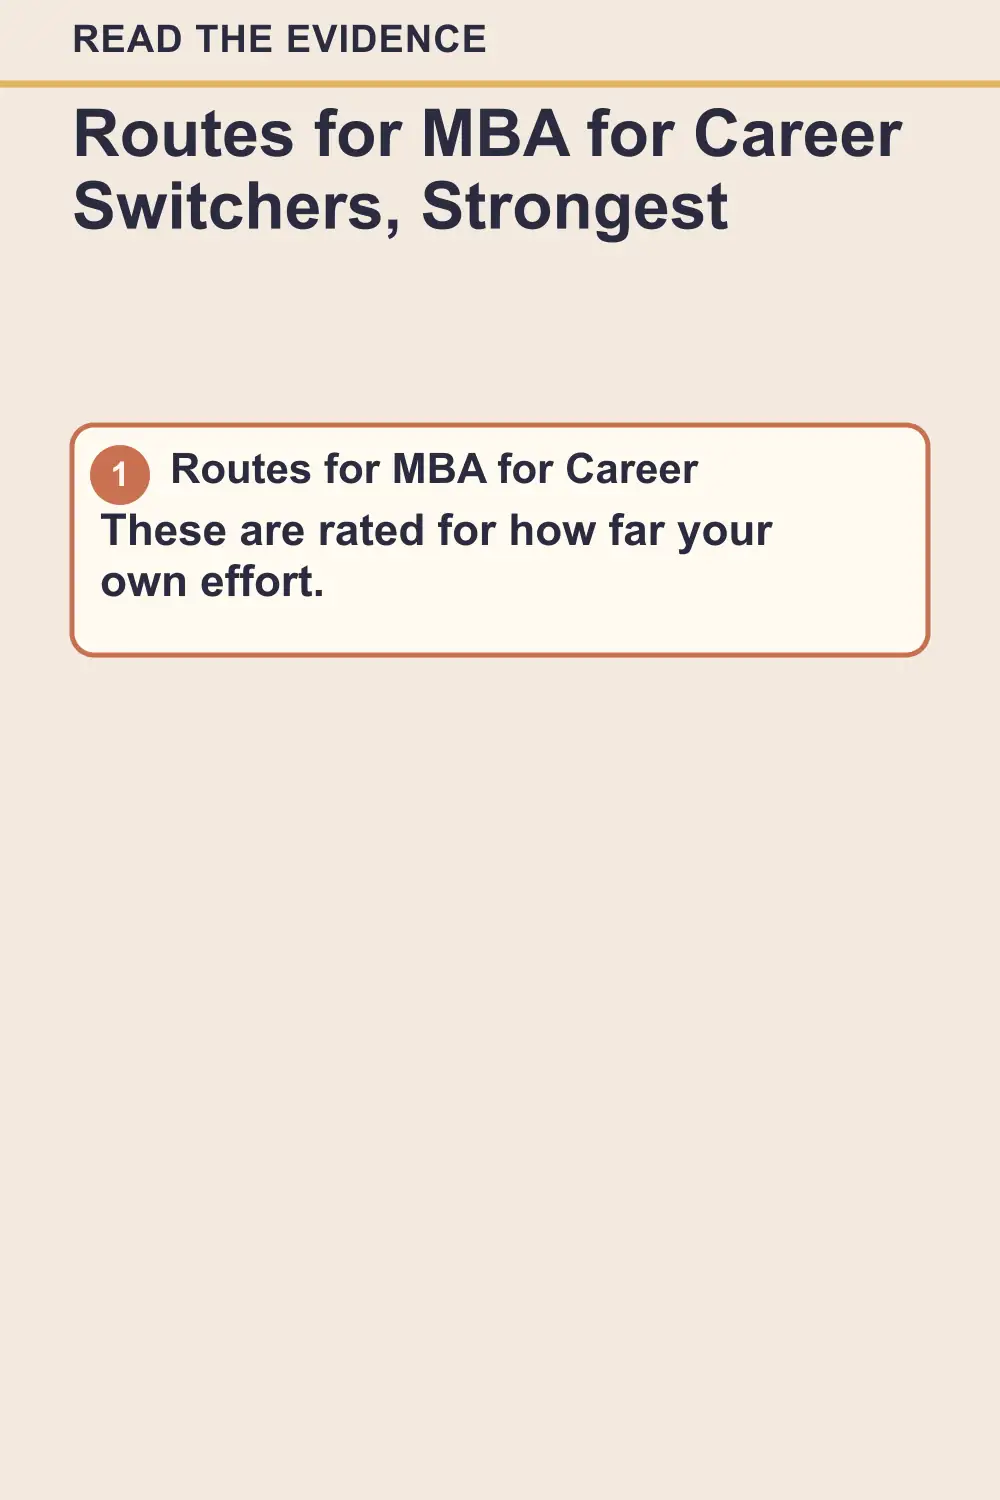 READ THE EVIDENCE
Routes for MBA for Career
Switchers, Strongest
1 Routes for MBA for Career
These are rated for how far your
own effort.